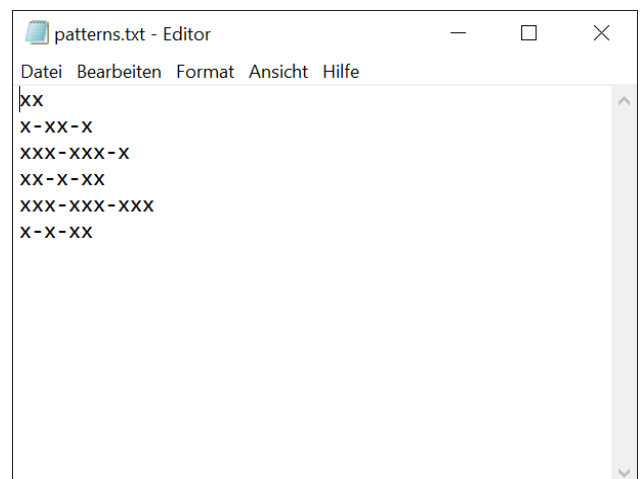 patterns.txt - Editor
Datei Bearbeiten Format Ansicht Hilfe
xx
x-xx-x
xxx-xxx-x
xx-x-xx
xxx-xxx-xxx
x-x-xx